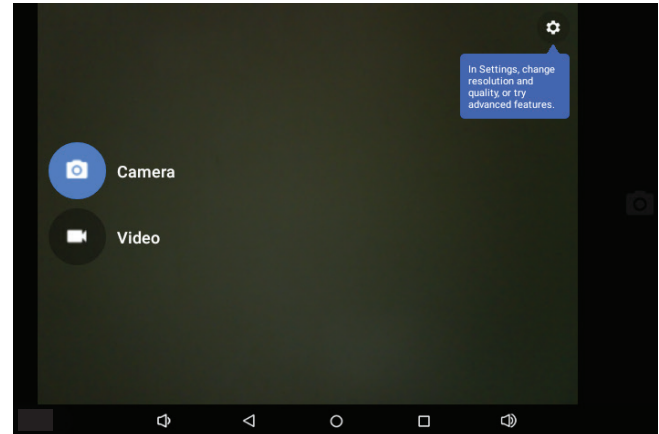 In Settings, change
resolution and
quality, or try
advanced features.
Camera
Video